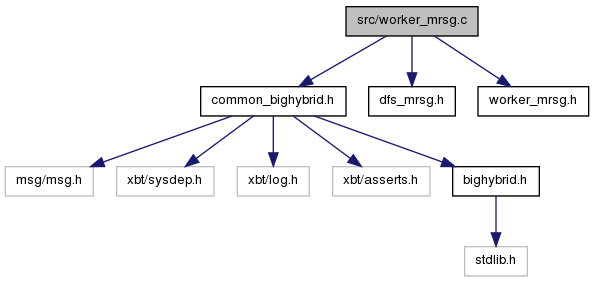 src/worker_mrsg.c
common_bighybrid.h
dfs_mrsg.h
worker_mrsg.h
msg/msg.h
xbt/sysdep.h
xbt/log.h
xbt/asserts.h
bighybrid.h
stdlib.h